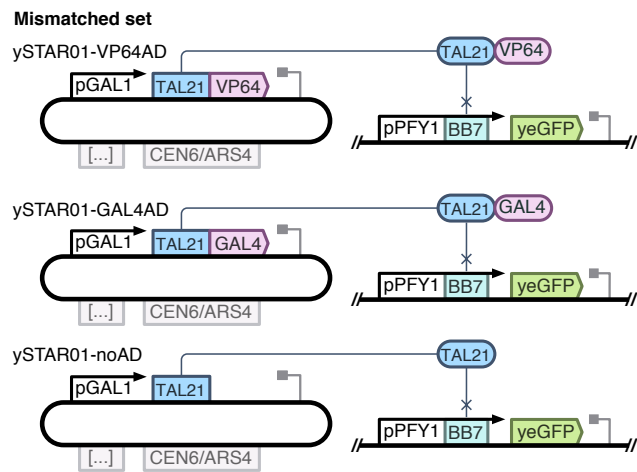 Mismatched set
ySTAR01-VP64AD
TAL21 VP64
pGAL1 TAL21 VP64
pPFY1 BB7 yeGFP
[...] CEN6/ARS4
// //
ySTAR01-GAL4AD
TAL21 GAL4
pGAL1 TAL21 GAL4
pPFY1 BB7 yeGFP
[...] CEN6/ARS4
// //
ySTAR01-noAD
TAL21
pGAL1 TAL21
pPFY1 BB7 yeGFP
[...] CEN6/ARS4
// //